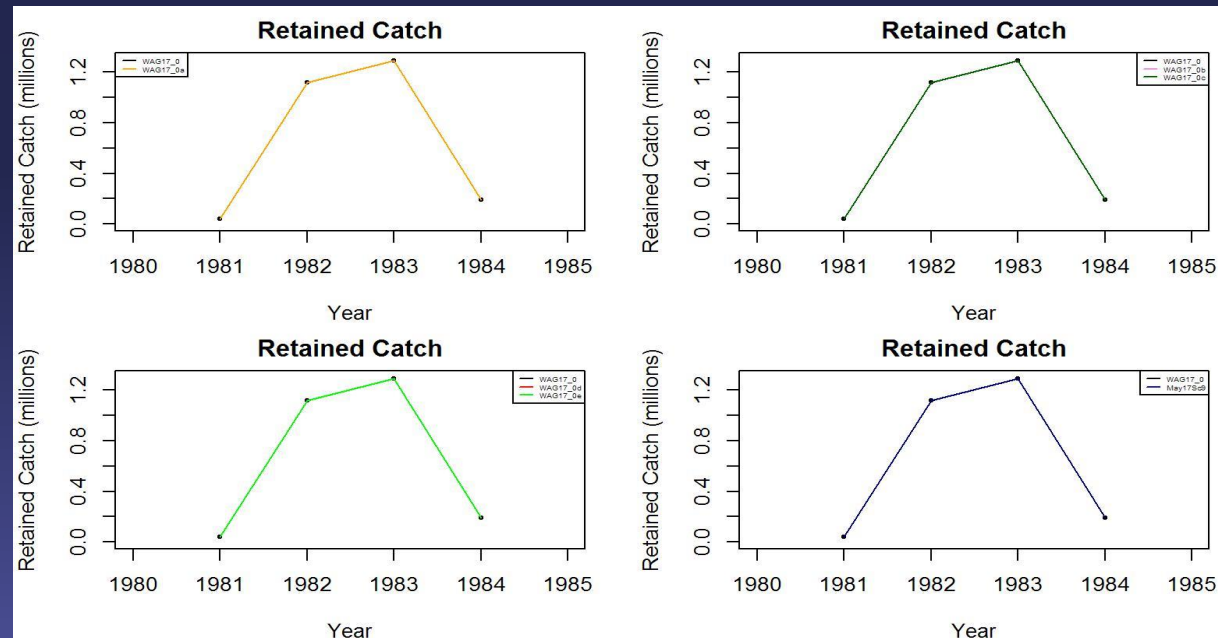 Retained Catch
Retained Catch (millions)
1.2
0.8
0.4
0.0
WAG17_0
WAG17_0a
1980 1981 1982 1983 1984 1985
Year
Retained Catch
Retained Catch (millions)
1.2
0.8
0.4
0.0
WAG17_0
WAG17_0b
WAG17_0c
1980 1981 1982 1983 1984 1985
Year
Retained Catch
Retained Catch (millions)
1.2
0.8
0.4
0.0
WAG17_0
WAG17_0d
WAG17_0e
1980 1981 1982 1983 1984 1985
Year
Retained Catch
Retained Catch (millions)
1.2
0.8
0.4
0.0
WAG17_0
May17Sc9
1980 1981 1982 1983 1984 1985
Year